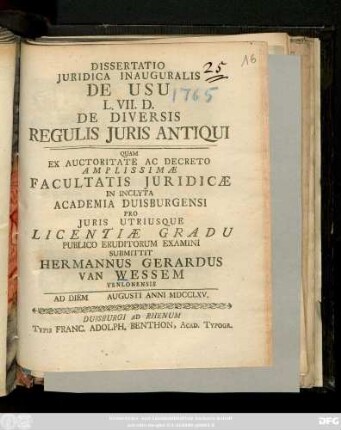 DISSERTATIO
JURIDICA INAUGURALIS
25
16
DE USU
1765
L. VII. D.
DE DIVERSIS
REGULIS JURIS ANTIQUI
QUAM
EX AUCTORITATE AC DECRETO
AMPLISSIMÆ
FACULTATIS JURIDICÆ
IN INCLYTA
ACADEMIA DUISBURGENSI
PRO
JURIS UTRIUSQUE
LICENTIÆ GRADU
PUBLICO ERUDITORUM EXAMINI
SUBMITTIT
HERMANNUS GERARDUS
VAN WESSEM
VENLONENSIS
AD DIEM AUGUSTI ANNI MDCCLXV.
DUISBURGI AD RHENUM
TYPIS FRANC. ADOLPH. BENTHON, ACAD. TYPOGR.
DFG